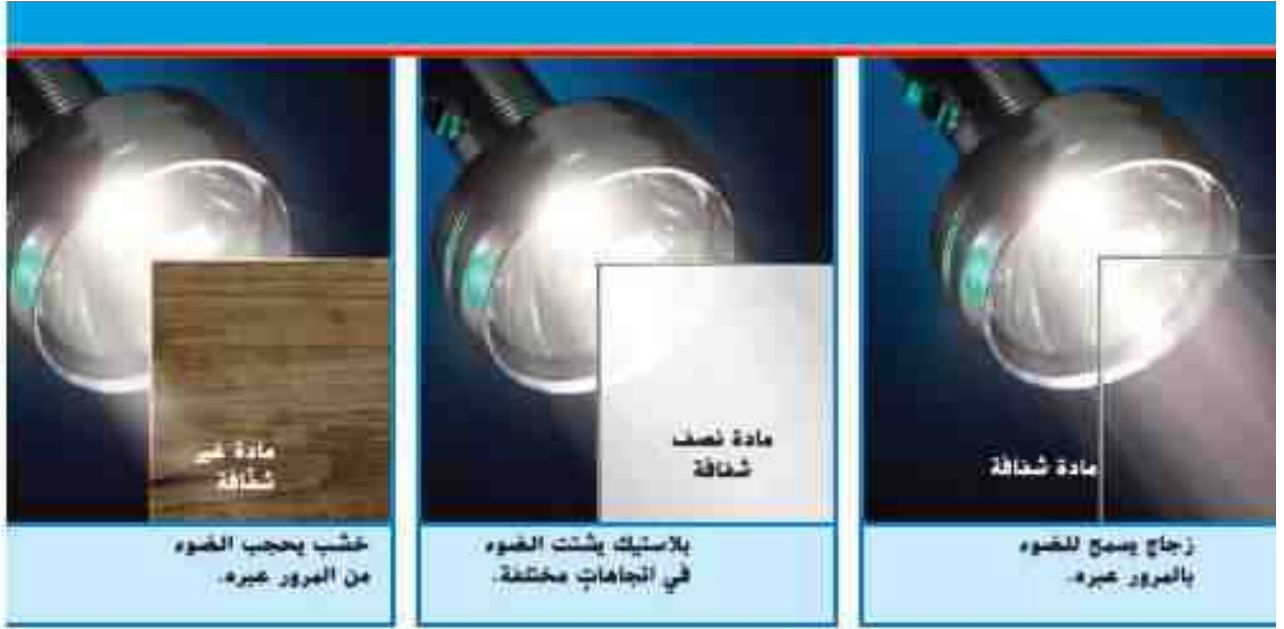 مادة شفافة
زجاج يسمح للضوء
بالمرور عبره.
مادة نصف
شفافة
بلاستيك يشتت الضوء
في اتجاهاتٍ مختلفة.
مادة غير
شفافة
خشب يحجب الضوء
من المرور عبره.